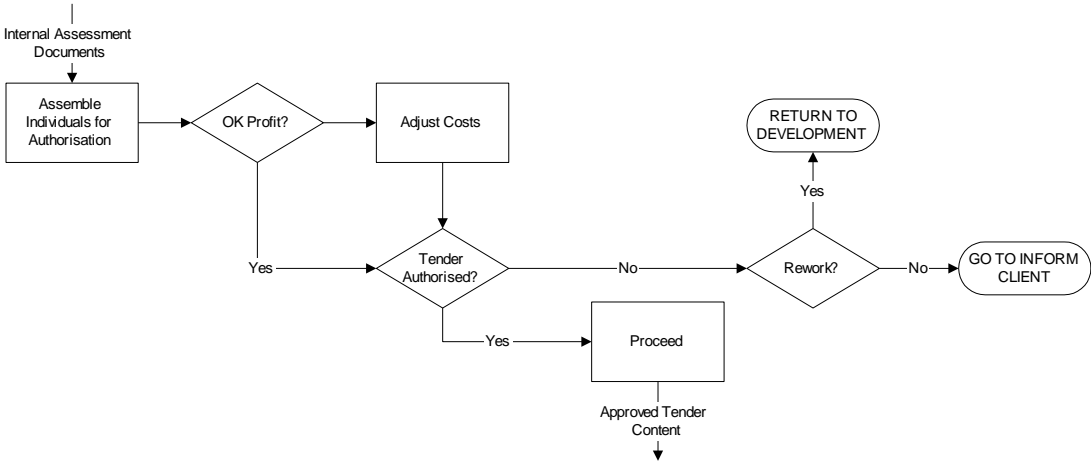 Internal Assessment
Documents
Assemble
Individuals for
Authorisation
OK Profit?
Adjust Costs
RETURN TO
DEVELOPMENT
Yes
Yes
Tender
Authorised?
No
Rework?
No
GO TO INFORM
CLIENT
Yes
Proceed
Approved Tender
Content